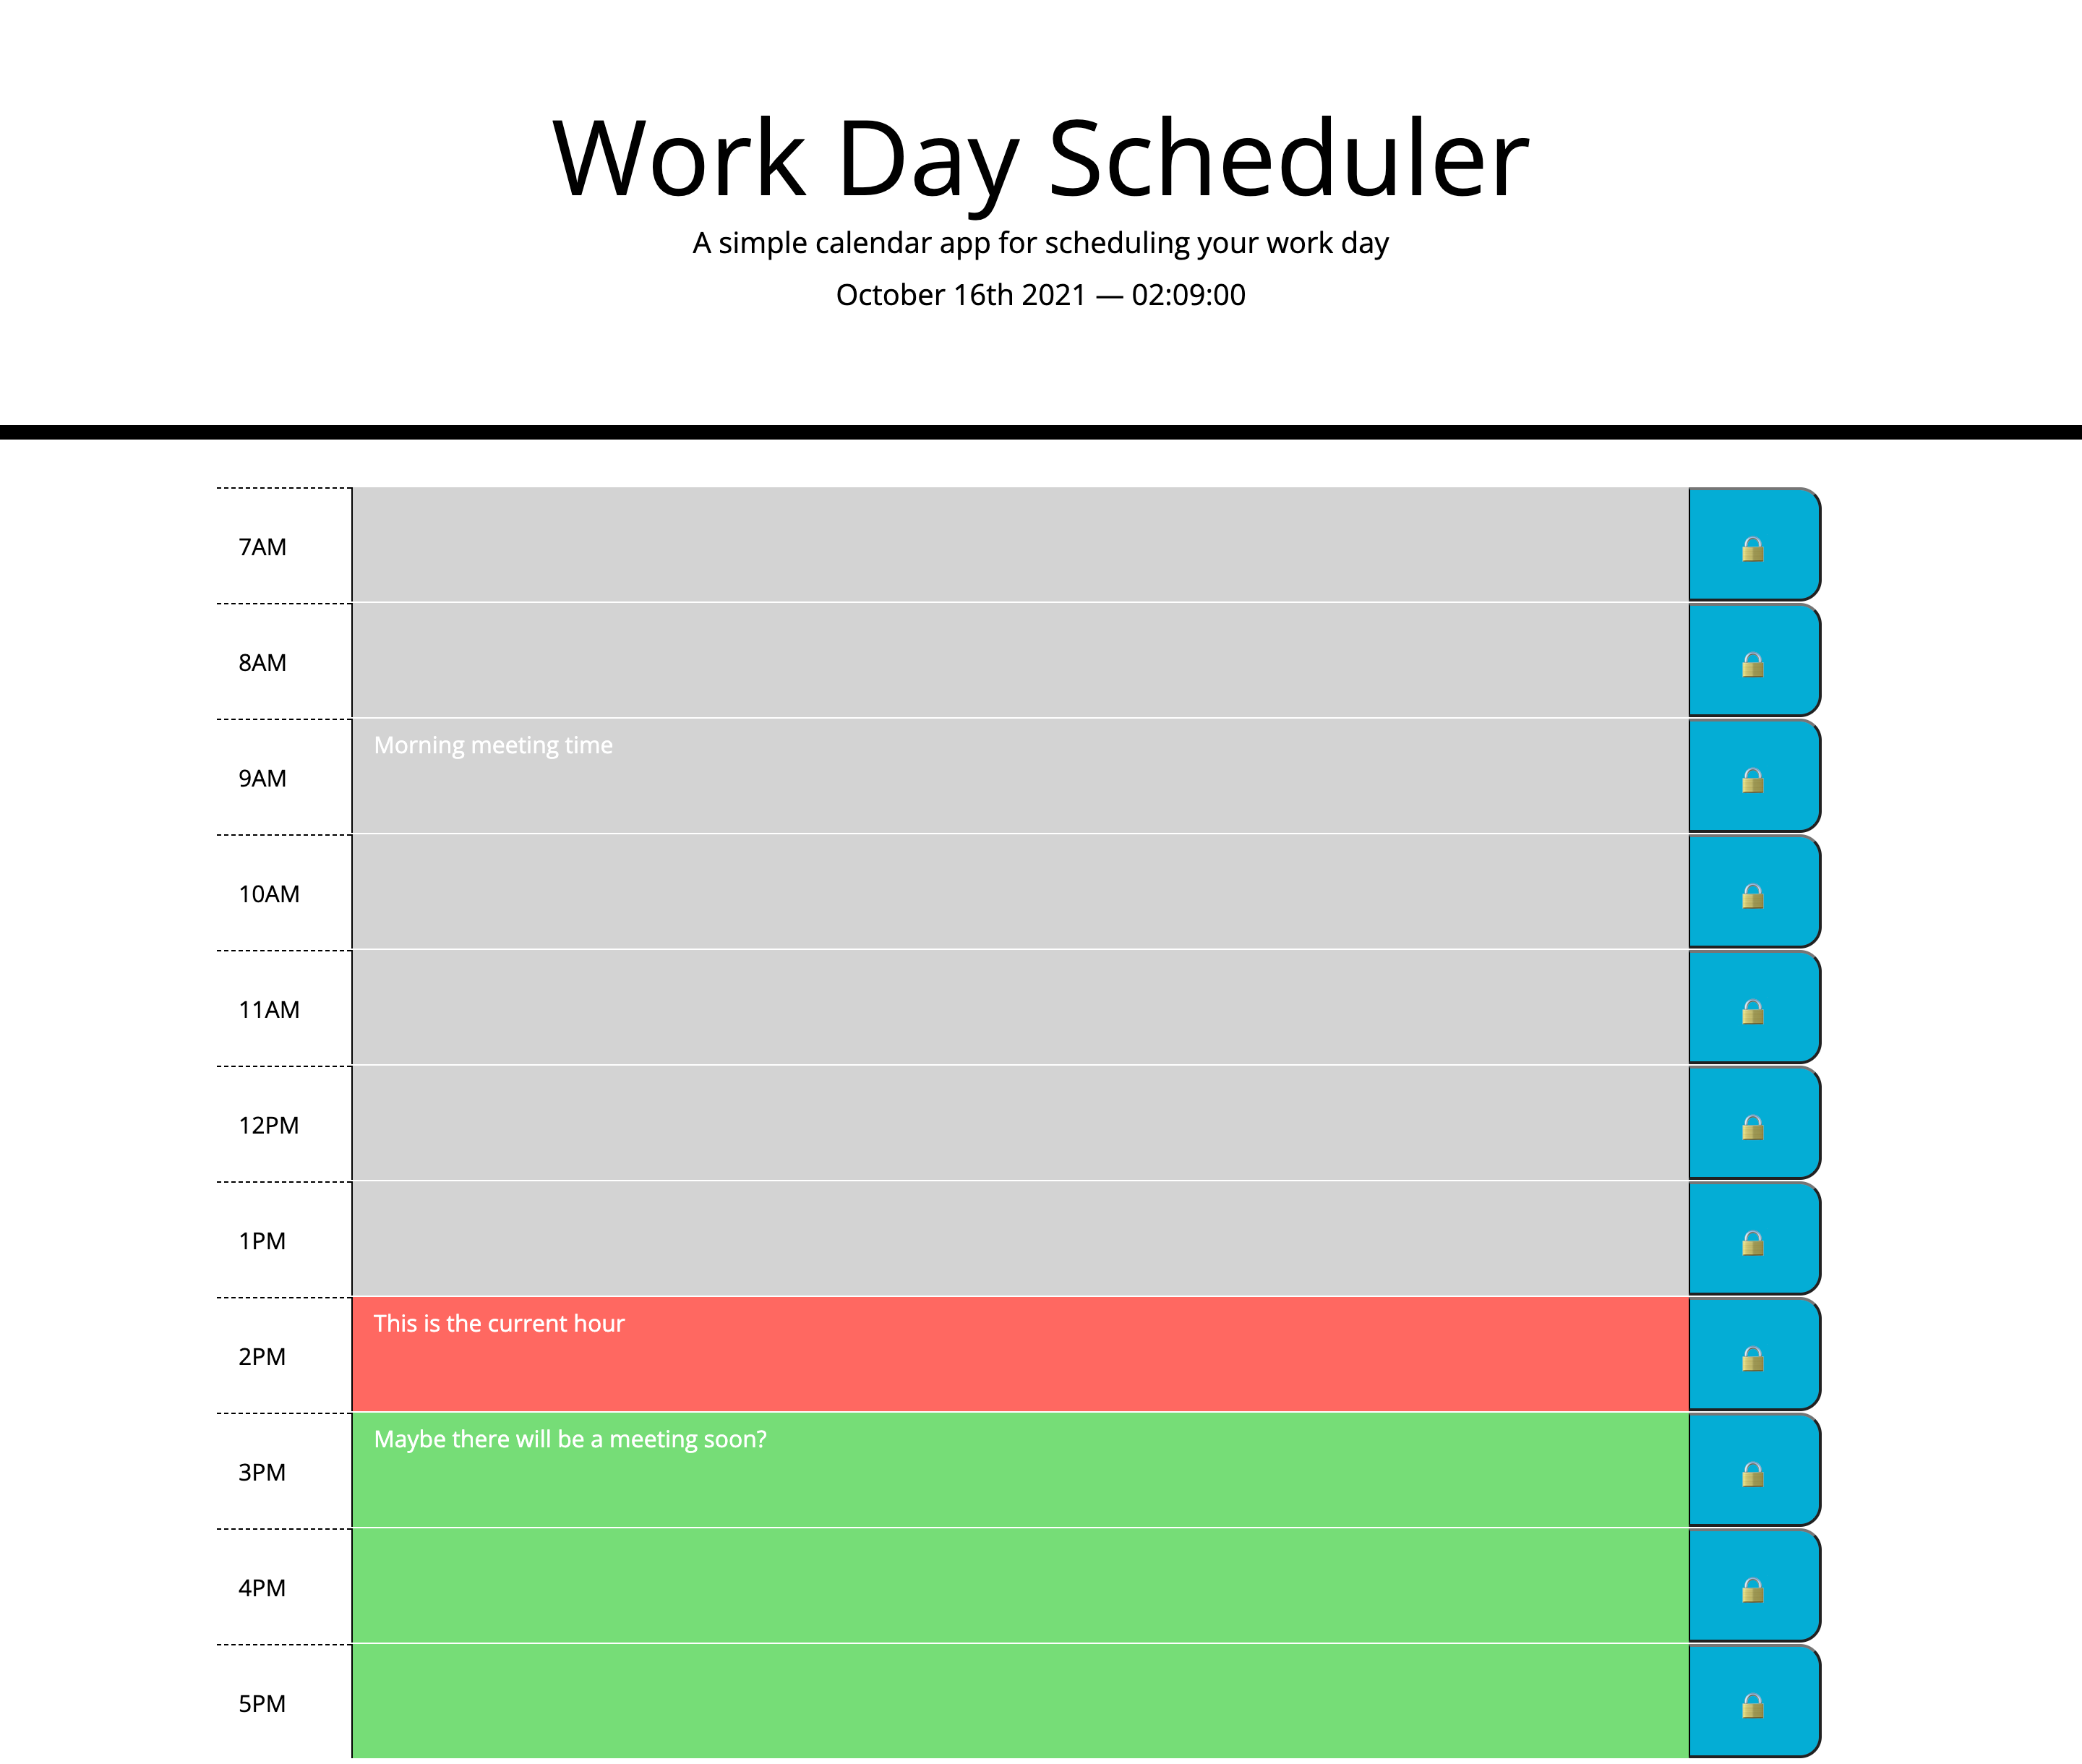 Work Day Scheduler
A simple calendar app for scheduling your work day
October 16th 2021 — 02:09:00
7AM
8AM
9AM Morning meeting time
10AM
11AM
12PM
1PM
2PM This is the current hour
3PM Maybe there will be a meeting soon?
4PM
5PM